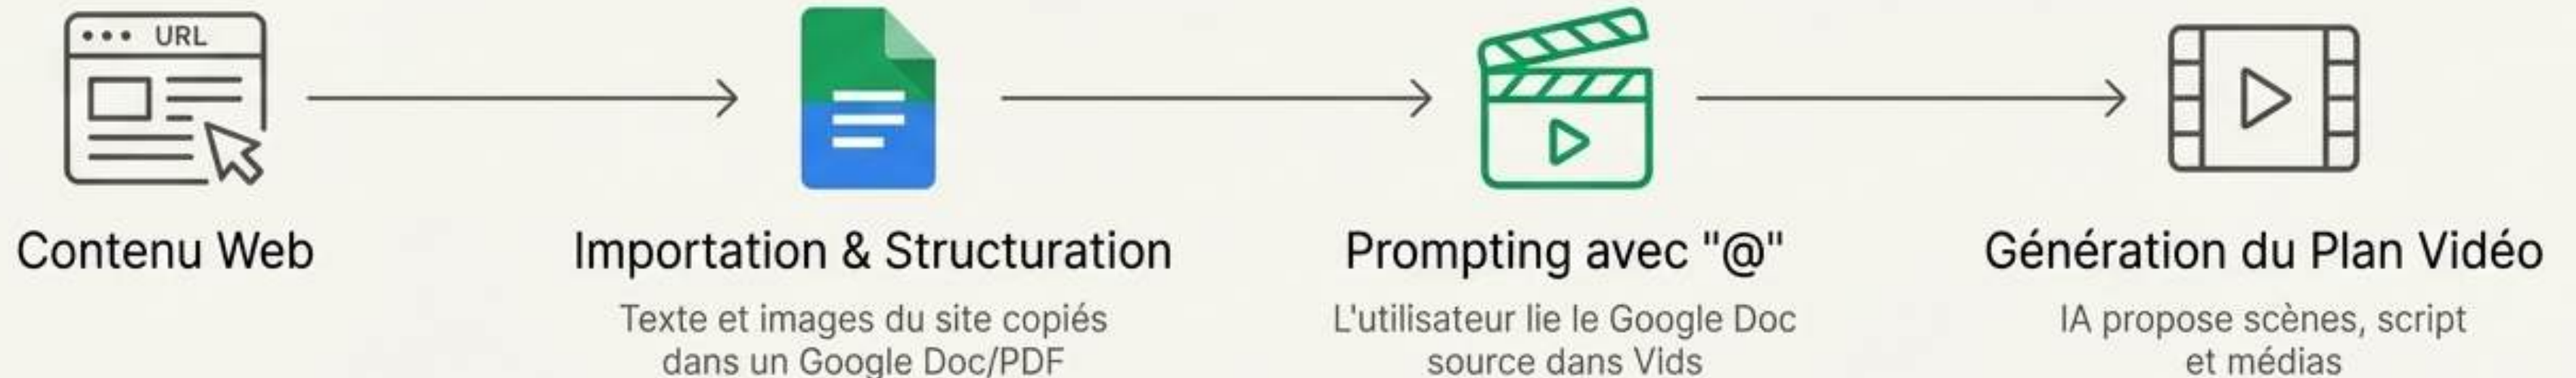 URL
Contenu Web
Importation & Structuration
Texte et images du site copiés
dans un Google Doc/PDF
Prompting avec "@"
L'utilisateur lie le Google Doc
source dans Vids
Génération du Plan Vidéo
IA propose scènes, script
et médias